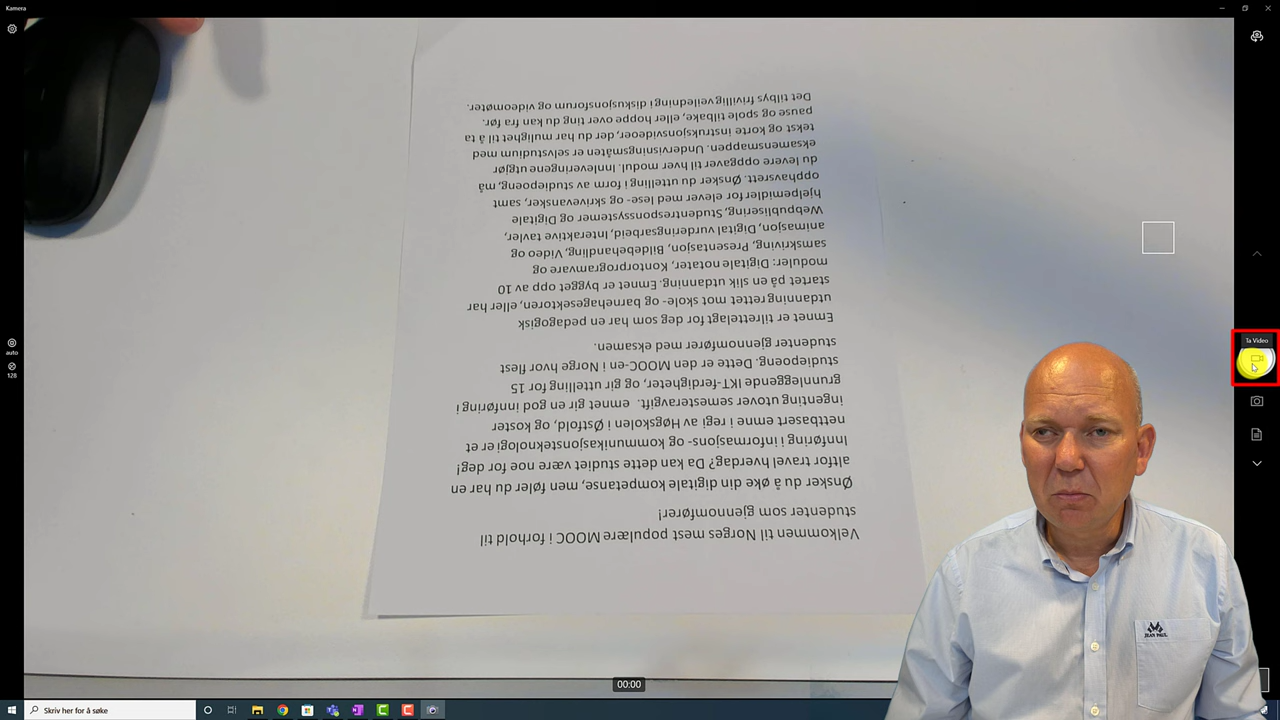 Kamera
Velkommen til Norges mest populære MOOC i forhold til
studenter som gjennomfører!
Ønsker du å øke din digitale kompetanse, men føler du har en
altfor travel hverdag? Da kan dette studiet være noe for deg!
Innføring i informasjons- og kommunikasjonsteknologi er et
nettbasert emne i regi av Høgskolen i Østfold, og koster
ingenting utover semesteravgift. emnet gir en god innføring i
grunnleggende IKT-ferdigheter, og gir uttelling for 15
studiepoeng. Dette er den MOOC-en i Norge hvor flest
studenter gjennomfører med eksamen.
Emnet er tilrettelagt for deg som har en pedagogisk
utdanning rettet mot skole- og barnehagesektoren, eller har
startet på en slik utdanning. Emnet er bygget opp av 10
moduler: Digitale notater, Kontorprogramvare og
samskriving, Presentasjon, Bildebehandling, Video og
animasjon, Digital vurderingsarbeid, Interaktive tavler,
Webpublisering, Studentresponssystemer og Digitale
hjelpemidler for elever med lese- og skrivevansker, samt
opphavsrett. Ønsker du uttelling i form av studiepoeng, må
du levere oppgaver til hver modul. Innleveringene utgjør
eksamensmappen. Undervisningsmåten er selvstudium med
tekst og korte instruksjonsvideoer, der du har mulighet til å ta
pause og spole tilbake, eller hoppe over ting du kan fra før.
Det tilbys frivillig veiledning i diskusjonsforum og videomøter.
auto
128
Ta Video
JEAN PAUL
00:00
Skriv her for å søke